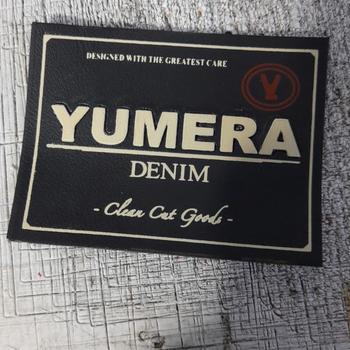 DESIGNED WITH THE GREATEST CARE
Y
YUMERA
DENIM
- Clean Cut Goods -